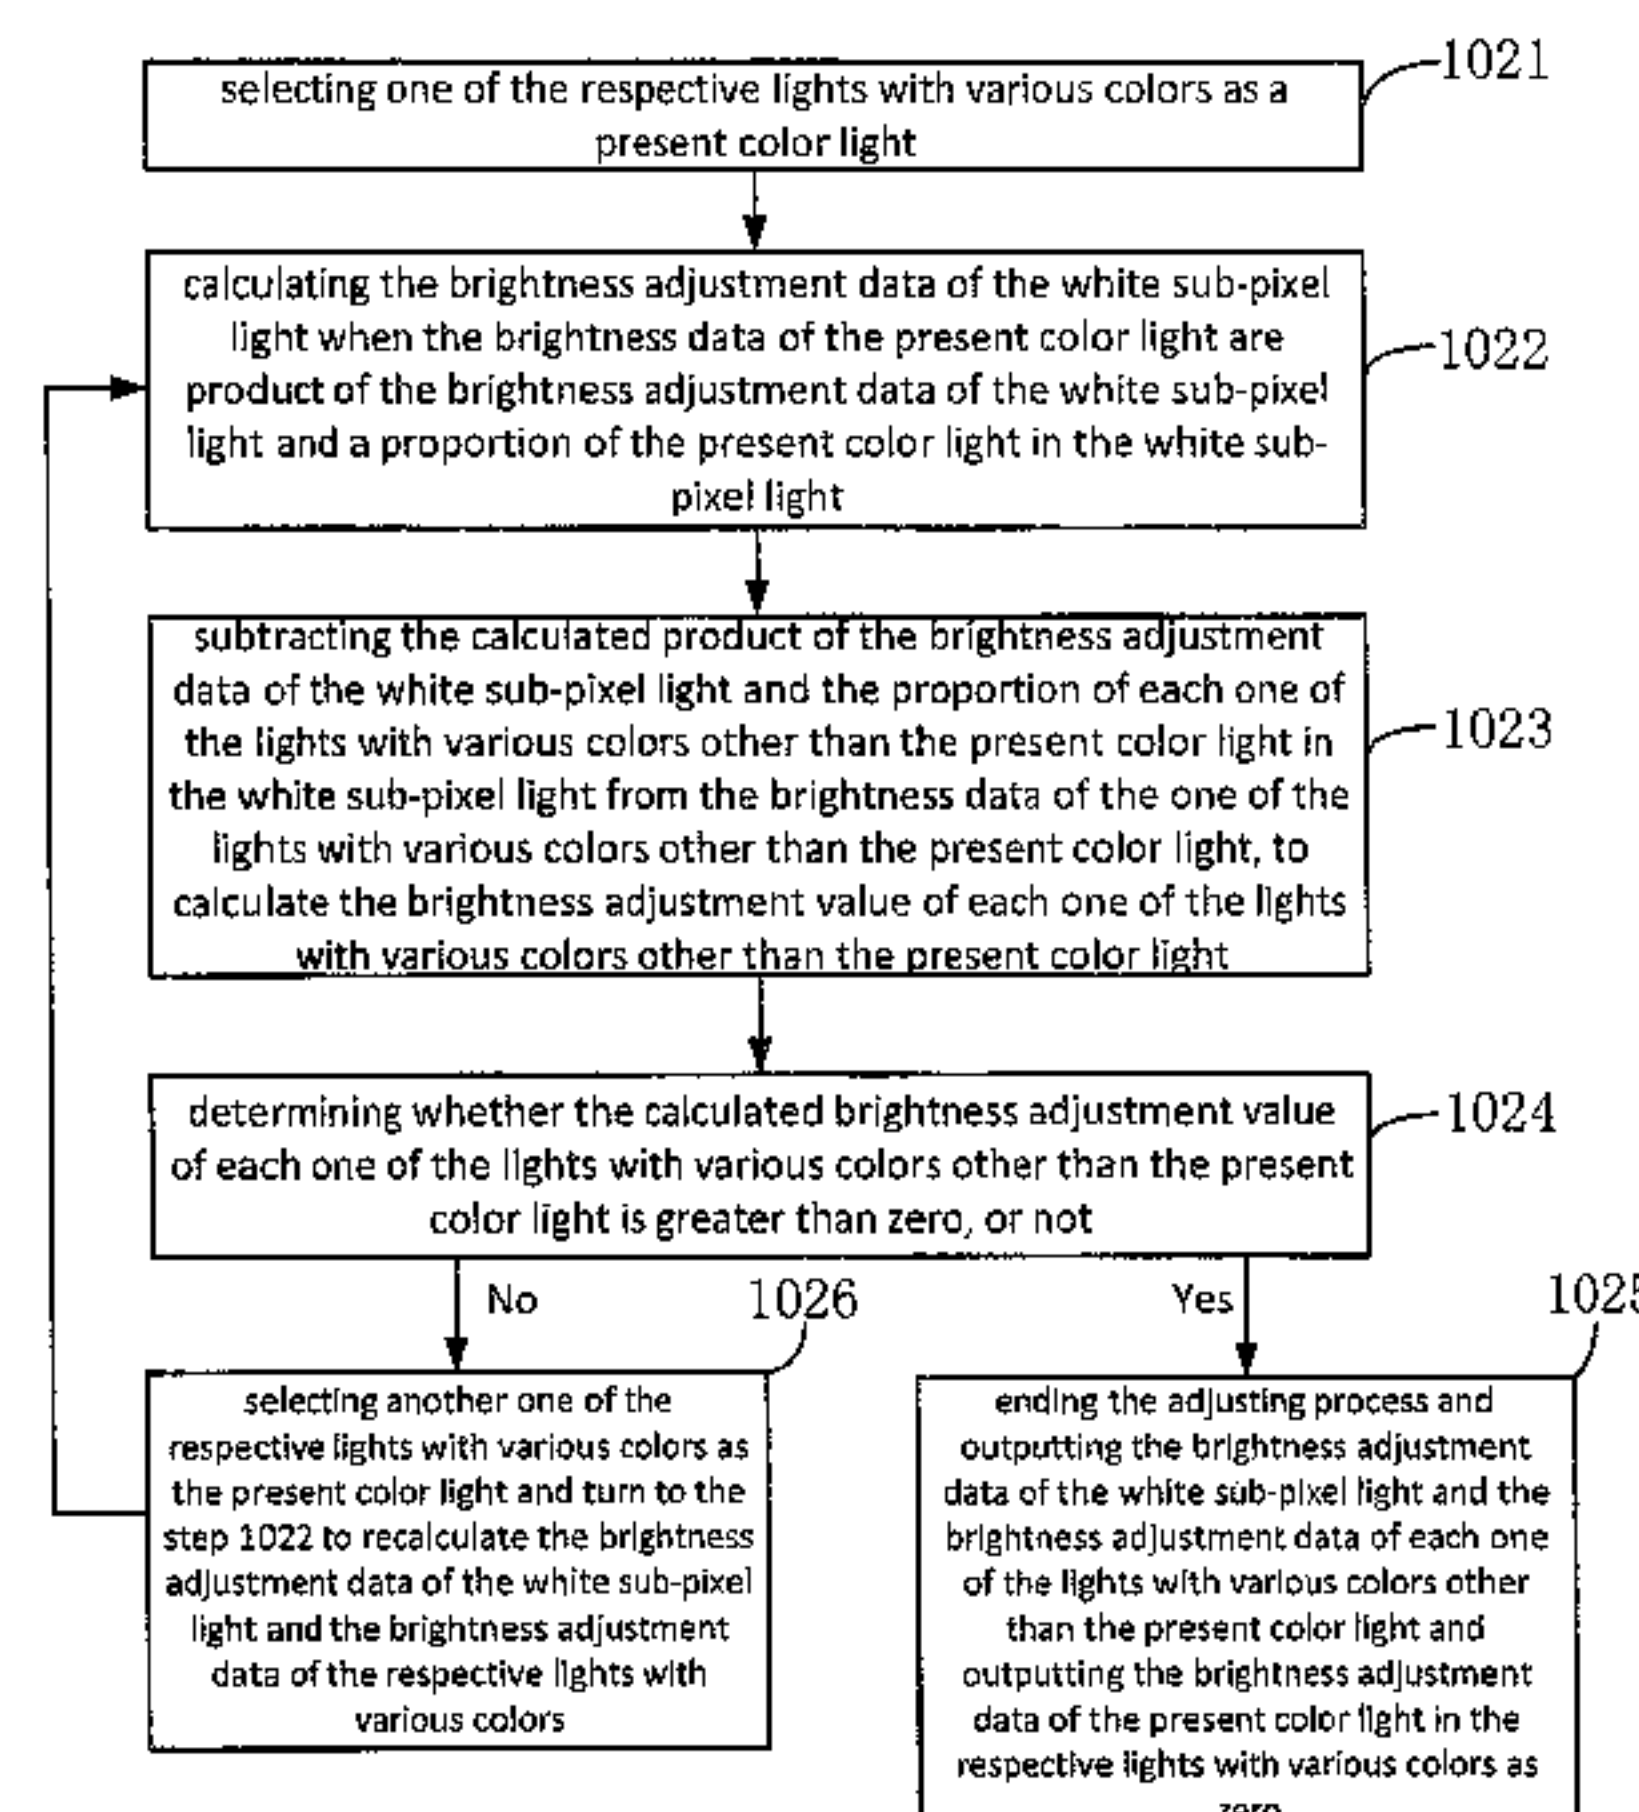 1021
selecting one of the respective lights with various colors as a
present color light
calculating the brightness adjustment data of the white sub-pixel
light when the brightness data of the present color light are
product of the brightness adjustment data of the white sub-pixel
light and a proportion of the present color light in the white sub-
pixel light
1022
subtracting the calculated product of the brightness adjustment
data of the white sub-pixel light and the proportion of each one of
the lights with various colors other than the present color light in
the white sub-pixel light from the brightness data of the one of the
lights with various colors other than the present color light, to
calculate the brightness adjustment value of each one of the lights
with various colors other than the present color light
1023
determining whether the calculated brightness adjustment value
of each one of the lights with various colors other than the present
color light is greater than zero, or not
1024
No
1026
Yes
1025
selecting another one of the
respective lights with various colors as
the present color light and turn to the
step 1022 to recalculate the brightness
adjustment data of the white sub-pixel
light and the brightness adjustment
data of the respective lights with
various colors
ending the adjusting process and
outputting the brightness adjustment
data of the white sub-pixel light and the
brightness adjustment data of each one
of the lights with various colors other
than the present color light and
outputting the brightness adjustment
data of the present color light in the
respective lights with various colors as
zero